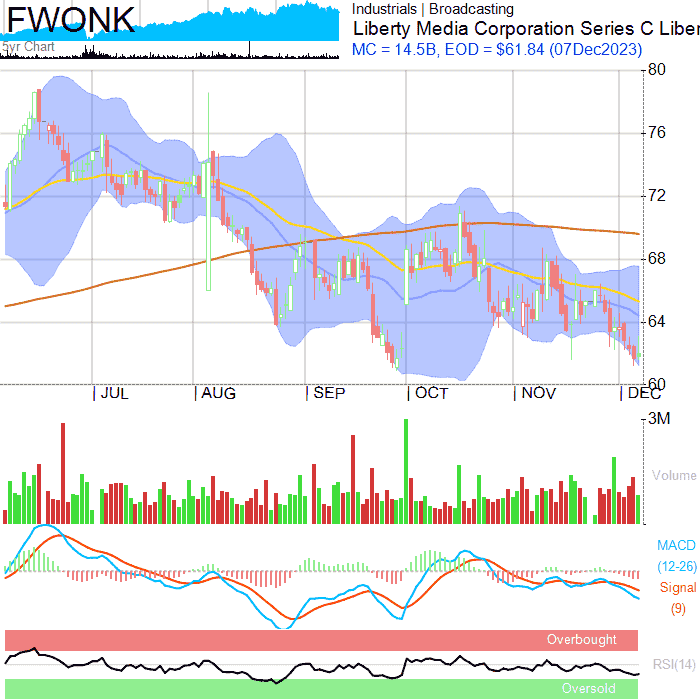 FWONK
Industrials | Broadcasting
Liberty Media Corporation Series C Liber
MC = 14.5B, EOD = $61.84 (07Dec2023)
5yr Chart
80
76
72
68
64
60
JUL
AUG
SEP
OCT
NOV
DEC
3M
Volume
MACD
(12-26)
Signal
(9)
Overbought
RSI(14)
Oversold